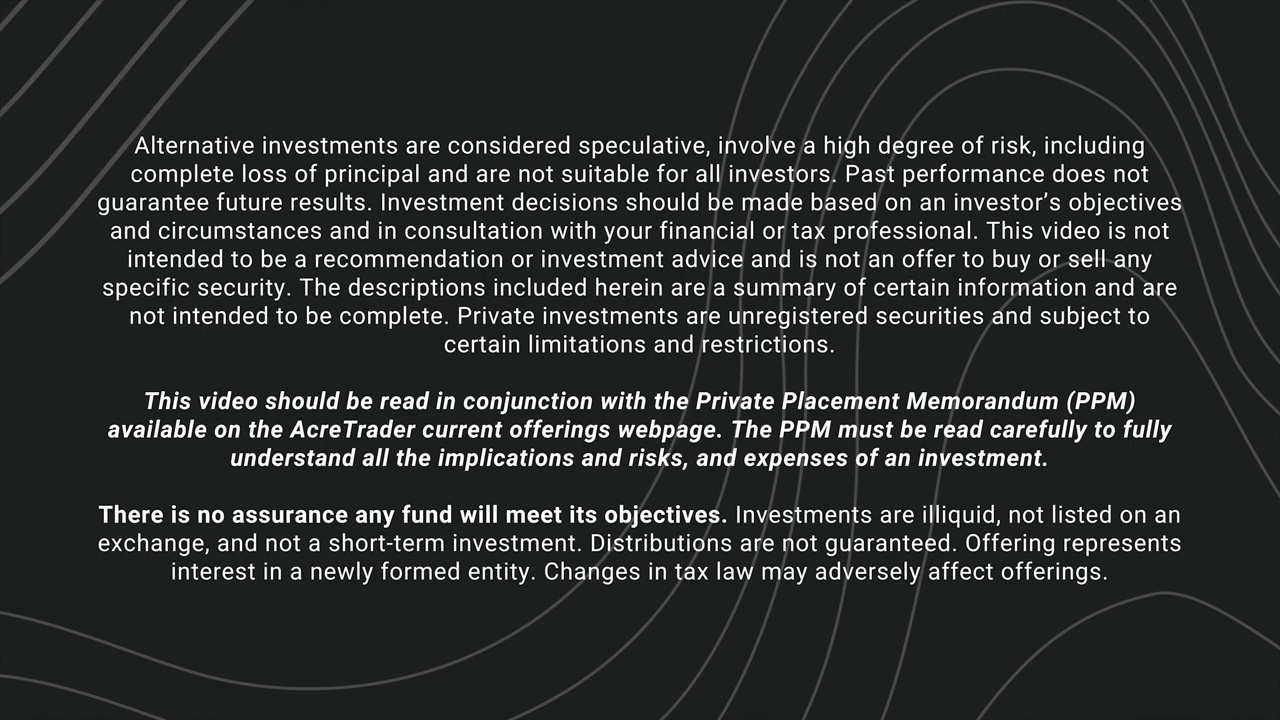 Alternative investments are considered speculative, involve a high degree of risk, including
complete loss of principal and are not suitable for all investors. Past performance does not
guarantee future results. Investment decisions should be made based on an investor’s objectives
and circumstances and in consultation with your financial or tax professional. This video is not
intended to be a recommendation or investment advice and is not an offer to buy or sell any
specific security. The descriptions included herein are a summary of certain information and are
not intended to be complete. Private investments are unregistered securities and subject to
certain limitations and restrictions.
This video should be read in conjunction with the Private Placement Memorandum (PPM)
available on the AcreTrader current offerings webpage. The PPM must be read carefully to fully
understand all the implications and risks, and expenses of an investment.
There is no assurance any fund will meet its objectives. Investments are illiquid, not listed on an
exchange, and not a short-term investment. Distributions are not guaranteed. Offering represents
interest in a newly formed entity. Changes in tax law may adversely affect offerings.